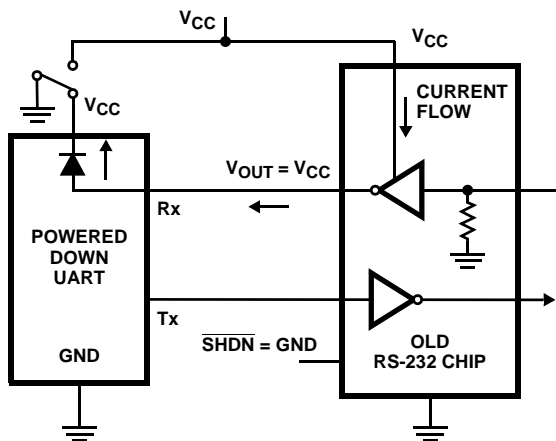 VCC
VCC
VCC
CURRENT
FLOW
VOUT = VCC
Rx
POWERED
DOWN
UART
Tx
SHDN = GND
GND
OLD
RS-232 CHIP